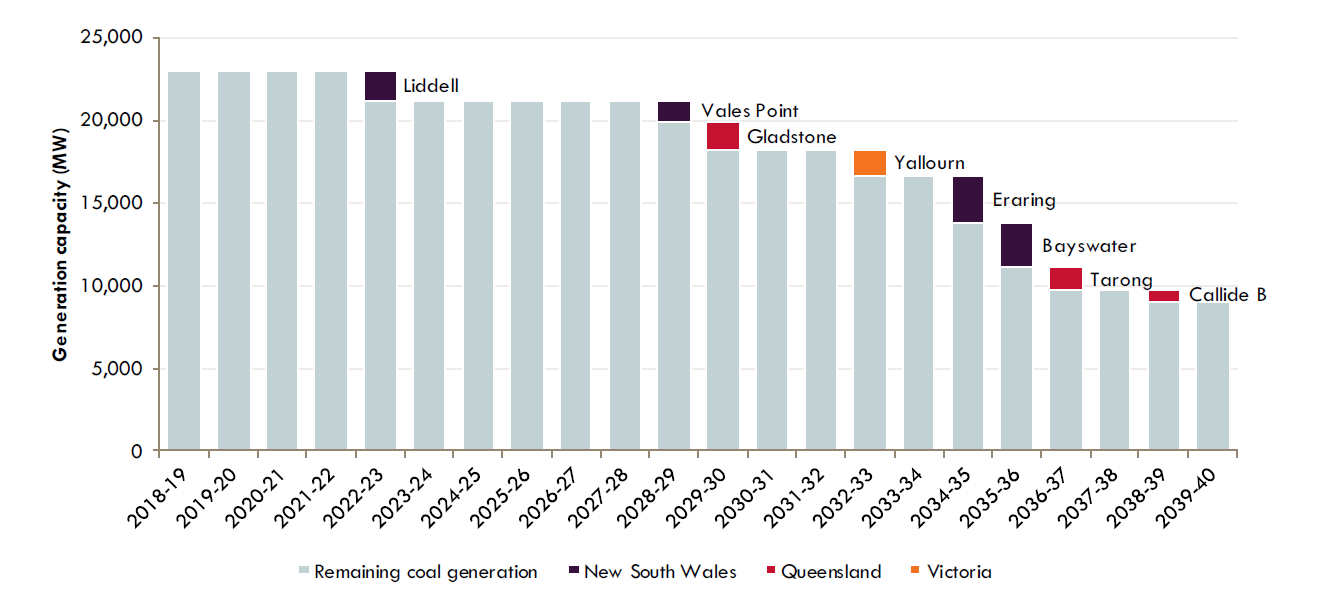 Generation capacity (MW)
25,000
20,000
15,000
10,000
5,000
0
Liddell
Vales Point
Gladstone
Yallourn
Eraring
Bayswater
Tarong
Callide B
2018-19
2019-20
2020-21
2021-22
2022-23
2023-24
2024-25
2025-26
2026-27
2027-28
2028-29
2029-30
2030-31
2031-32
2032-33
2033-34
2034-35
2035-36
2036-37
2037-38
2038-39
2039-40
Remaining coal generation
New South Wales
Queensland
Victoria